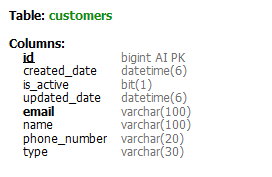 Table: customers
Columns:
id bigint AI PK
created_date datetime(6)
is_active bit(1)
updated_date datetime(6)
email varchar(100)
name varchar(100)
phone_number varchar(20)
type varchar(30)